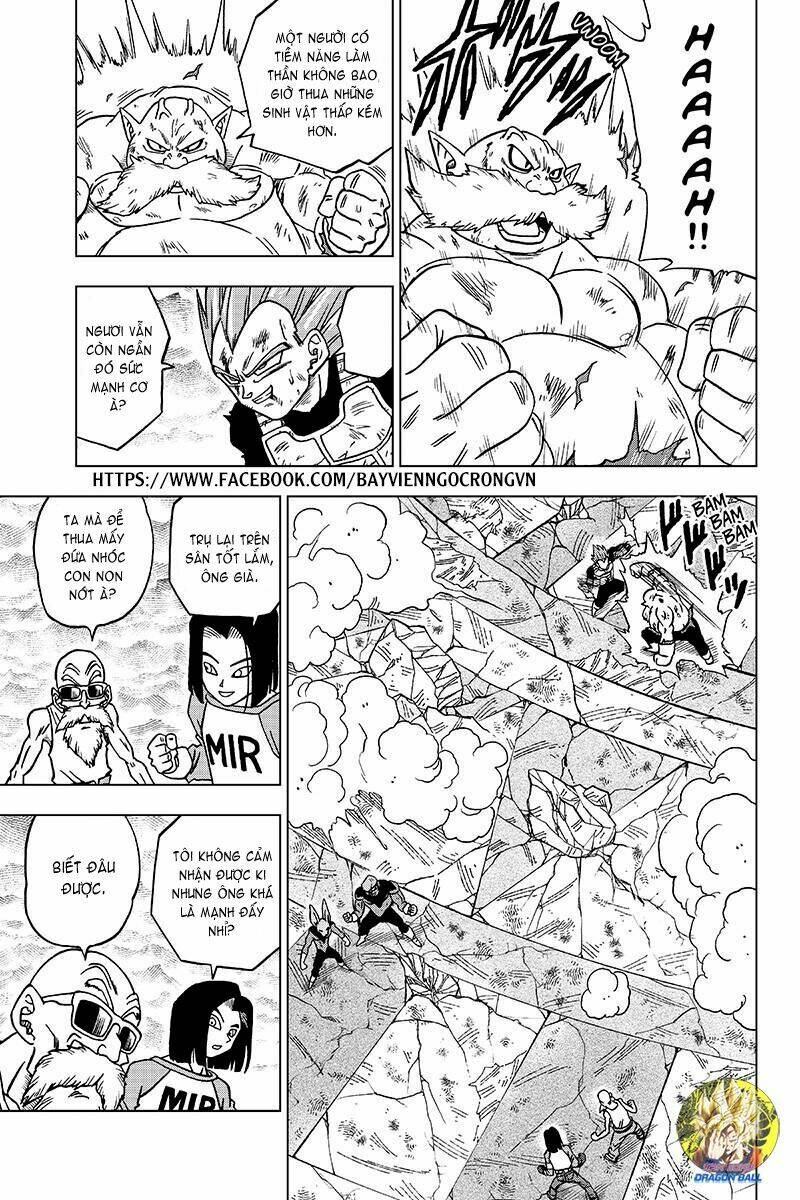 HAAAAH!!
VWOOM
MỘT NGƯỜI CÓ
TIỀM NĂNG LÀM
THẦN KHÔNG BAO
GIỜ THUA NHỮNG
SINH VẬT THẤP KÉM
HƠN.
NGƯƠI VẪN
CÒN NGẦN
ĐÓ SỨC
MẠNH CƠ
À?
HTTPS://WWW.FACEBOOK.COM/BAYVIENNGOCRONGVN
BAM
BAM
BAM
TRỤ LẠI TRÊN
SÂN TỐT LẮM,
ÔNG GIÀ.
TA MÀ ĐỂ
THUA MẤY
ĐỨA NHÓC
CON NON
NỚT À?
MIR
TÔI KHÔNG CẢM
NHẬN ĐƯỢC KI
NHƯNG ÔNG KHÁ
LÀ MẠNH ĐẤY
NHỈ?
BIẾT ĐÂU
ĐƯỢC.
MIR
DRAGON BALL